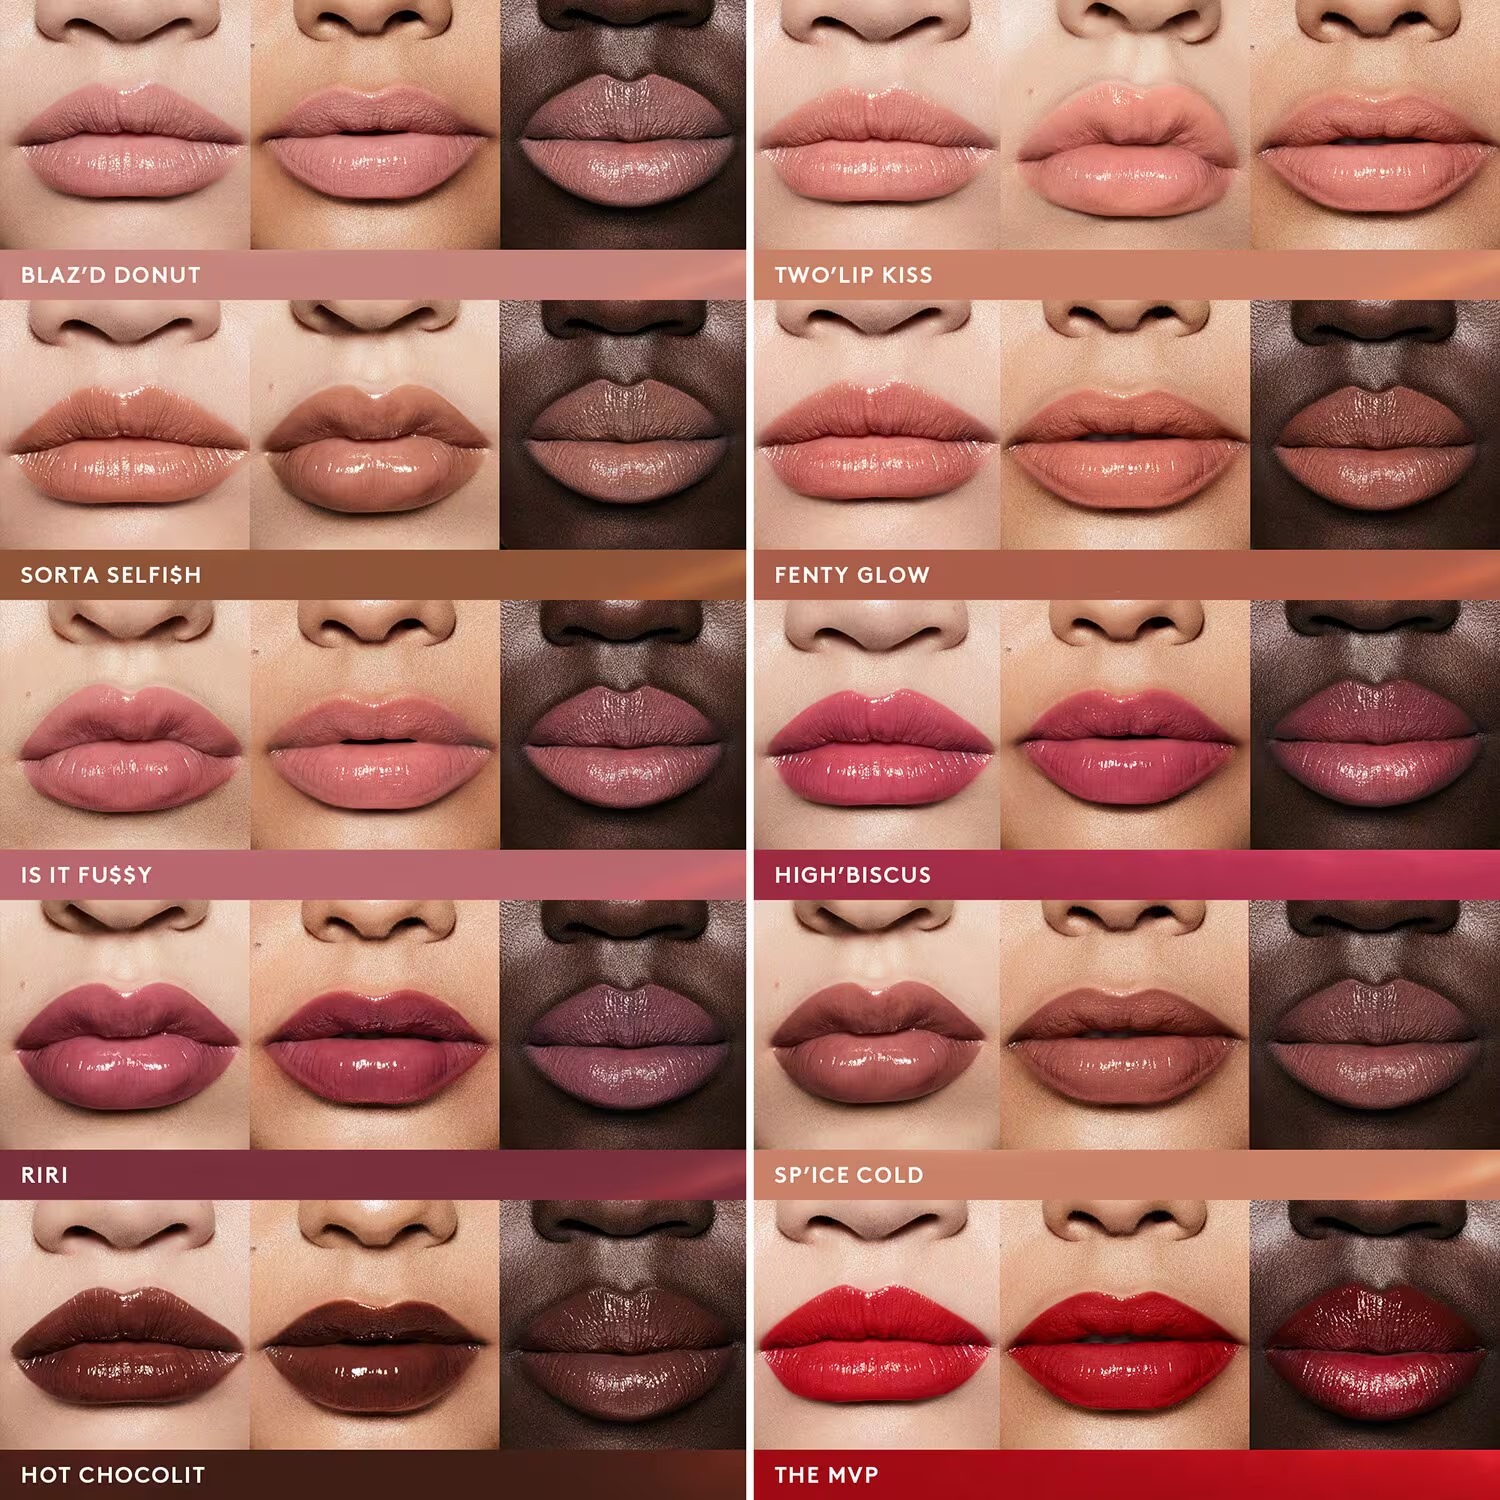 BLAZ'D DONUT
TWO'LIP KISS
SORTA SELFI$H
FENTY GLOW
IS IT FU$$Y
HIGH'BISCUS
RIRI
SP'ICE COLD
HOT CHOCOLIT
THE MVP